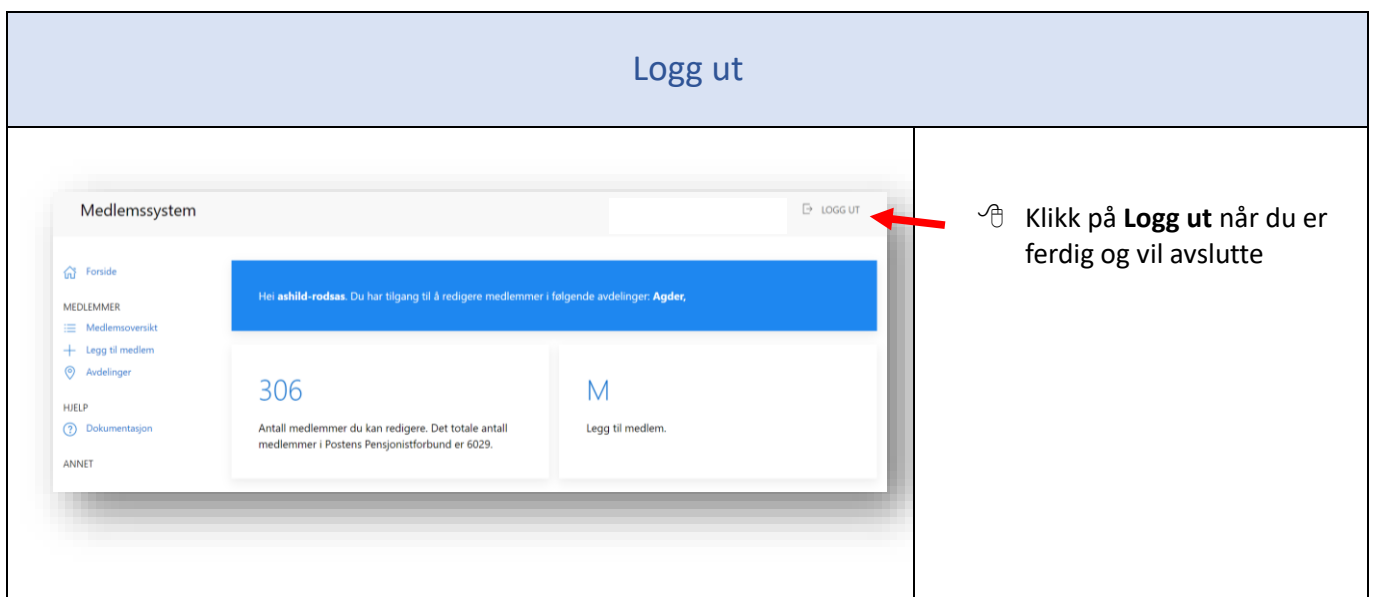 Logg ut
Medlemssystem
LOGG UT
Forside
MEDLEMMER
Medlemsoversikt
Legg til medlem
Avdelinger
HJELP
Dokumentasjon
ANNET
Hei ashild-rodsas. Du har tilgang til å redigere medlemmer i følgende avdelinger: Agder,
306
Antall medlemmer du kan redigere. Det totale antall
medlemmer i Postens Pensjonistforbund er 6029.
M
Legg til medlem.
Klikk på Logg ut når du er
ferdig og vil avslutte